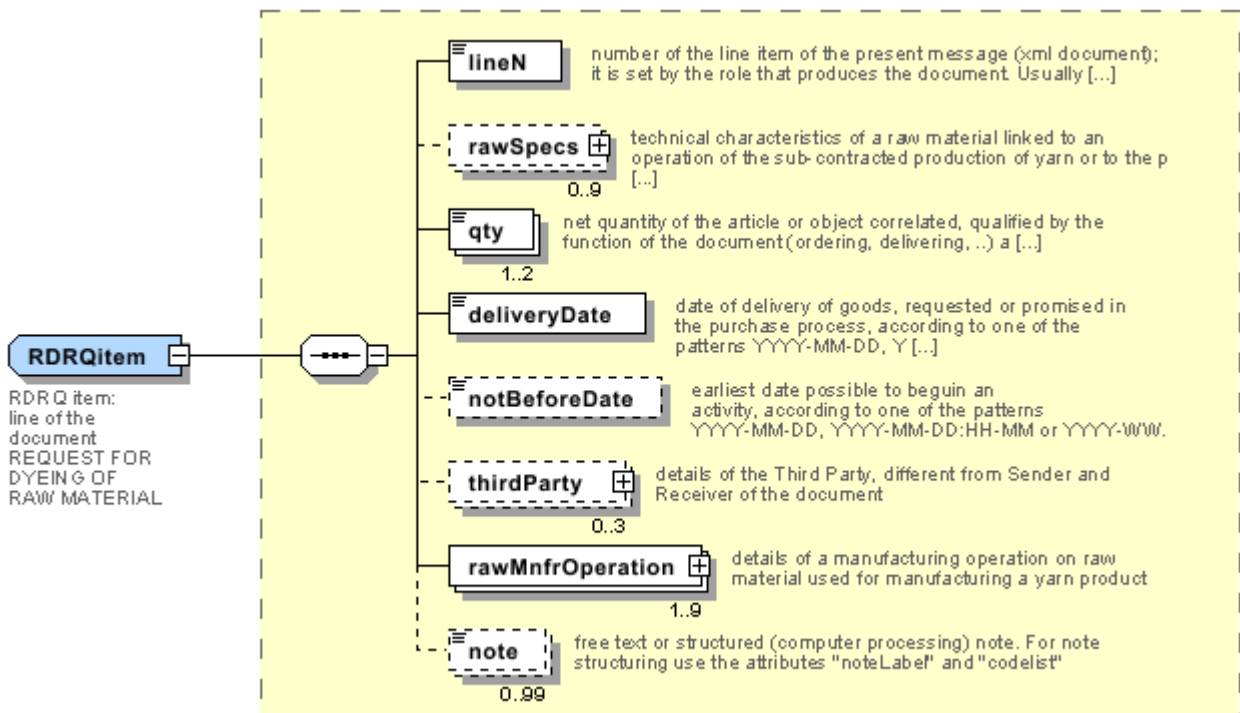 lineN
number of the line item of the present message (xml document);
it is set by the role that produces the document. Usually [...]
rawSpecs
technical characteristics of a raw material linked to an
operation of the sub-contracted production of yarn or to the p
[...]
0..9
qty
net quantity of the article or object correlated, qualified by the
function of the document (ordering, delivering, ..) a [...]
1..2
deliveryDate
date of delivery of goods, requested or promised in
the purchase process, according to one of the
patterns YYYY-MM-DD, Y [...]
RDRQitem
RDRQ item:
line of the
document
REQUEST FOR
DYEING OF
RAW MATERIAL
notBeforeDate
earliest date possible to beguin an
activity, according to one of the patterns
YYYY-MM-DD, YYYY-MM-DD:HH-MM or YYYY-WW.
thirdParty
details of the Third Party, different from Sender and
Receiver of the document
0..3
rawMnfrOperation
details of a manufacturing operation on raw
material used for manufacturing a yarn product
1..9
note
free text or structured (computer processing) note. For note
structuring use the attributes "noteLabel" and "codelist"
0..99